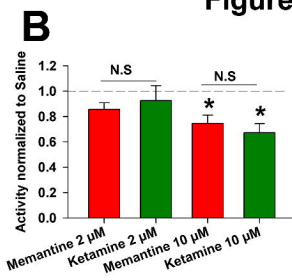 Figure
B
N.S
N.S
*
*
1.2
1.0
0.8
0.6
0.4
0.2
0.0
Activity normalized to Saline
Memantine 2 µM
Ketamine 2 µM
Memantine 10 µM
Ketamine 10 µM